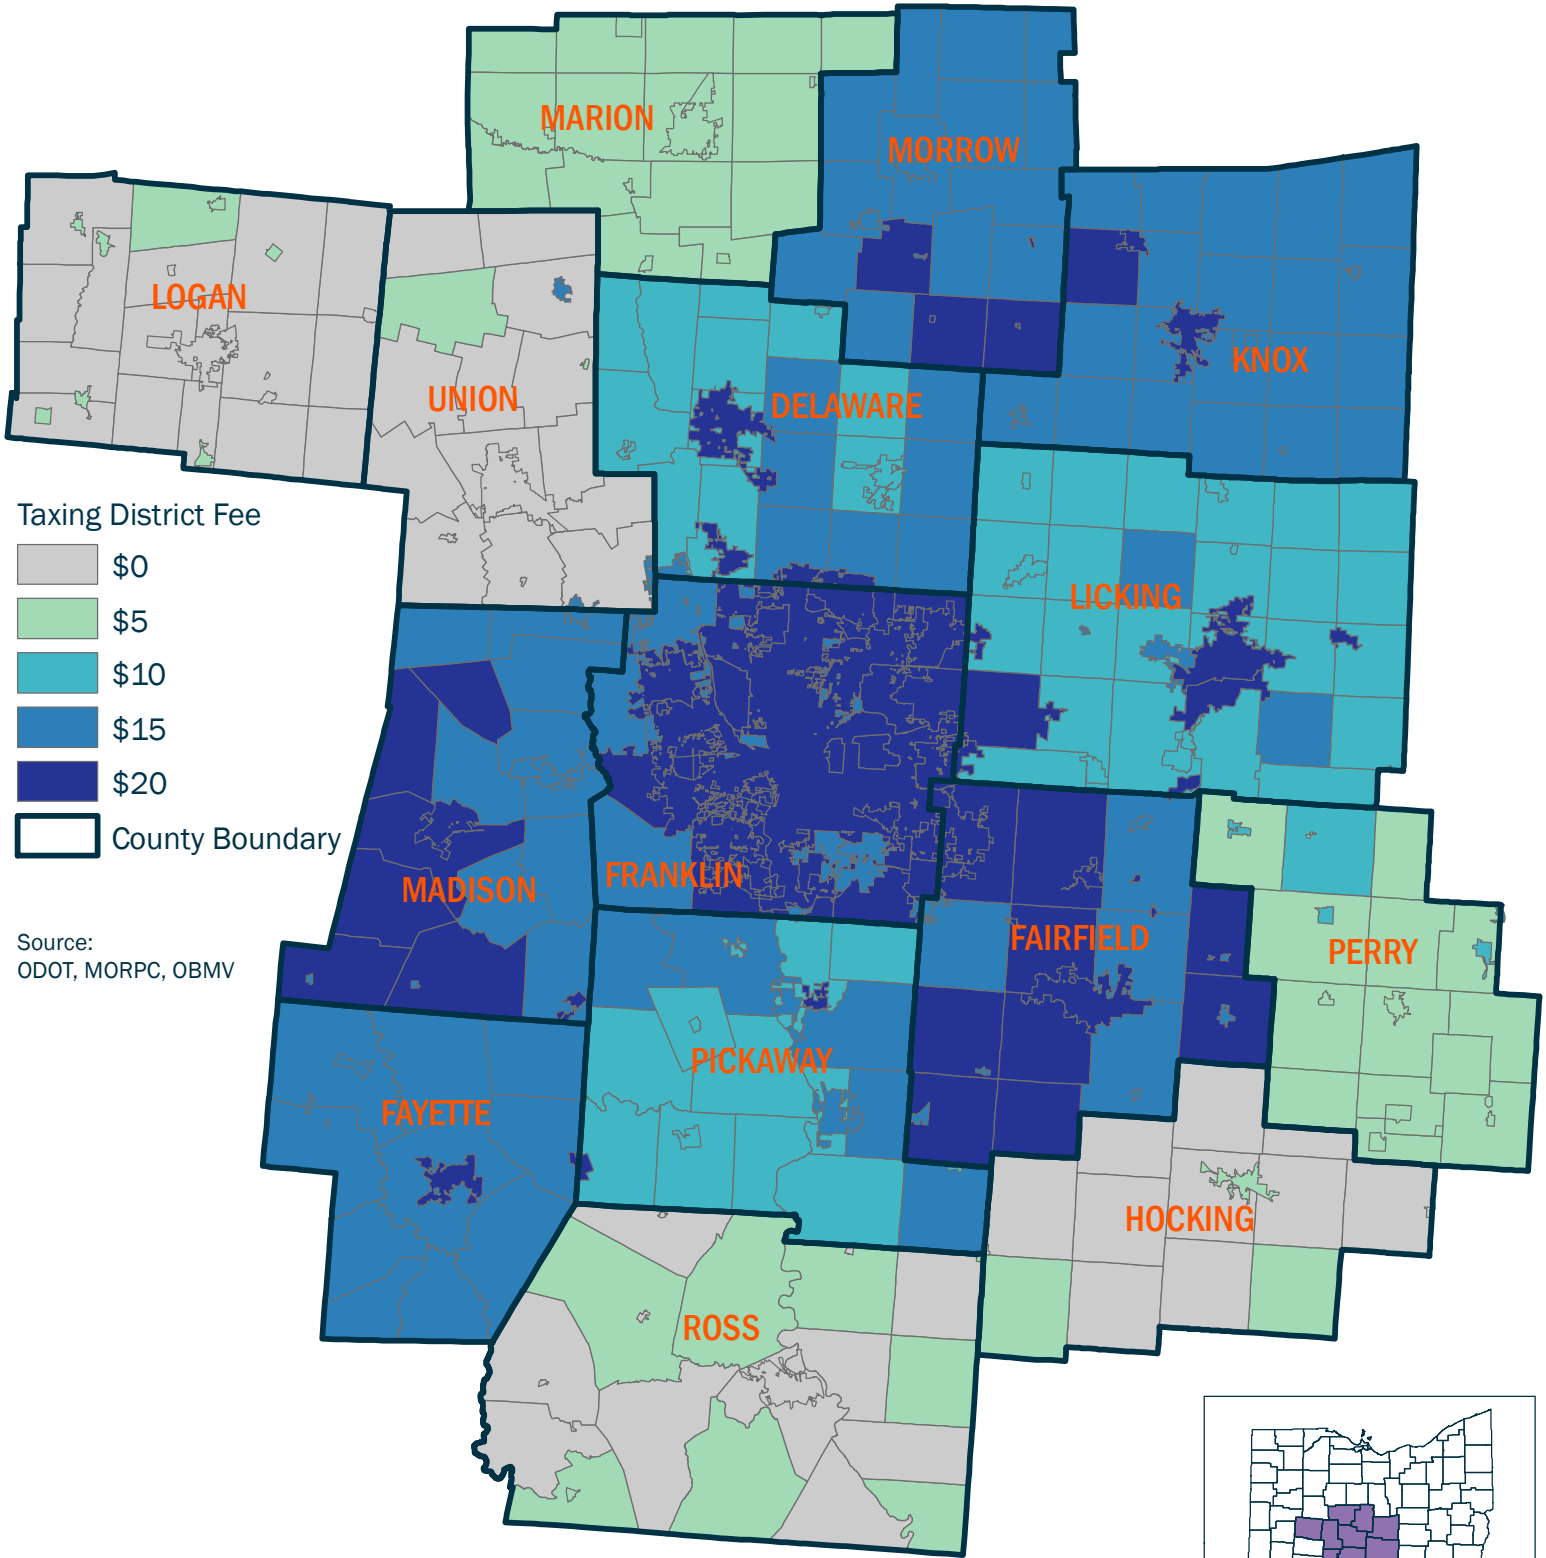 MARION
MORROW
LOGAN
KNOX
UNION
DELAWARE
Taxing District Fee
$0
$5
$10
$15
$20
County Boundary
LICKING
MADISON
FRANKLIN
FAIRFIELD
PERRY
Source:
ODOT, MORPC, OBMV
PICKAWAY
FAYETTE
HOCKING
ROSS